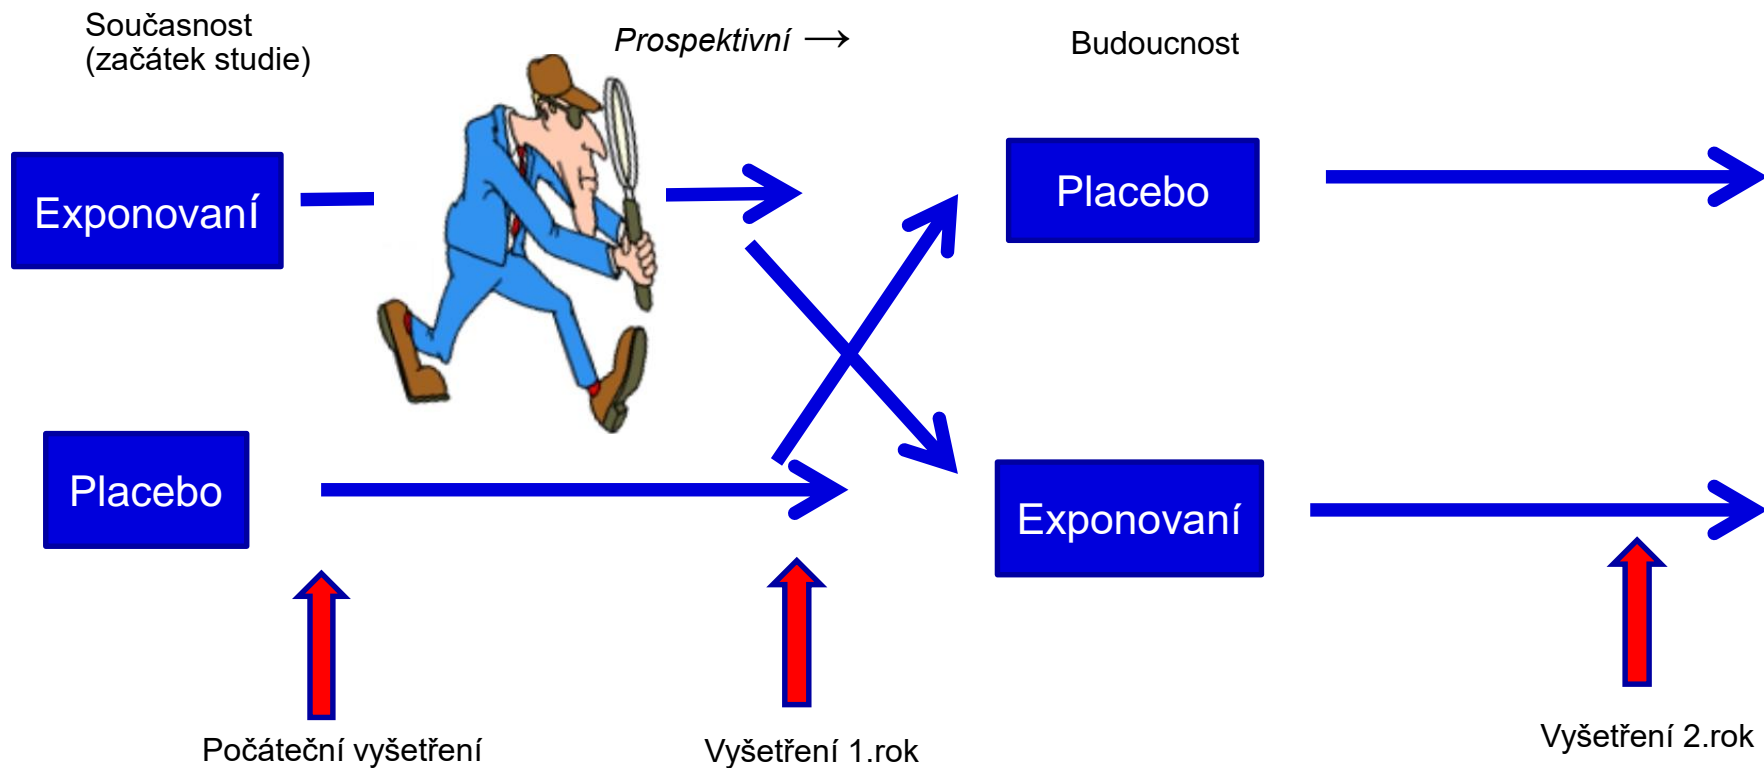 Současnost
(začátek studie)
Prospektivní →
Budoucnost
Exponovaní
Placebo
Placebo
Exponovaní
Počáteční vyšetření
Vyšetření 1.rok
Vyšetření 2.rok